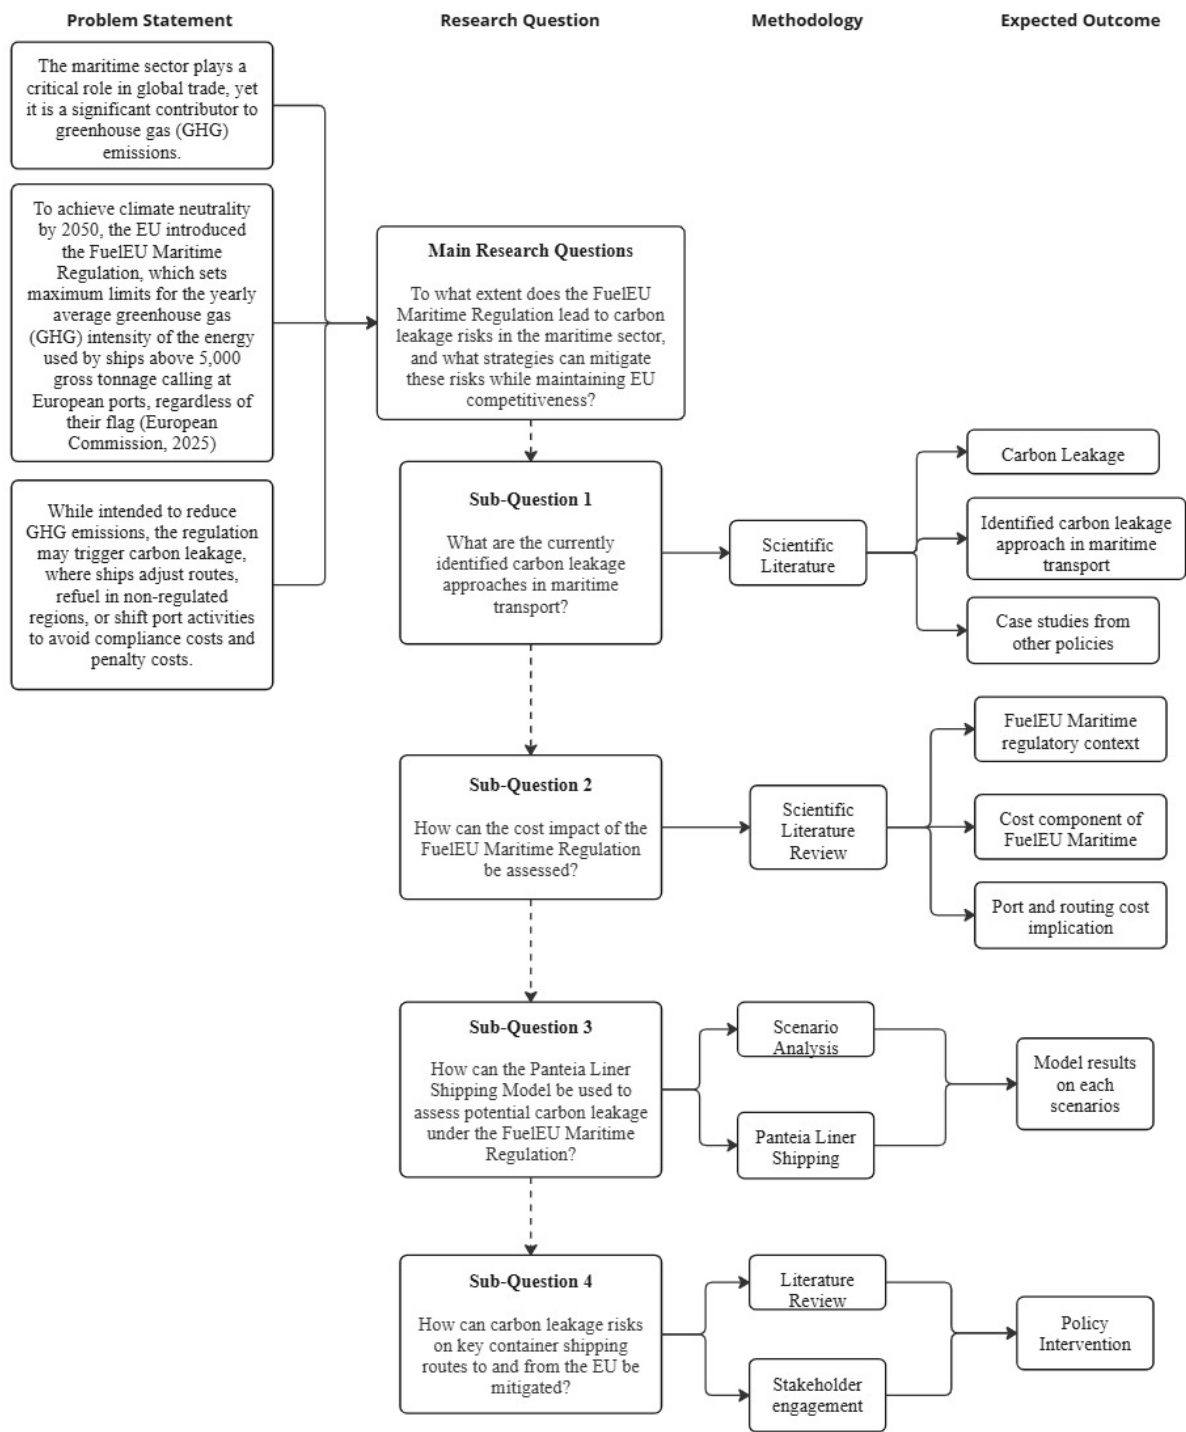 Problem Statement
Research Question
Methodology
Expected Outcome
The maritime sector plays a
critical role in global trade, yet
it is a significant contributor to
greenhouse gas (GHG)
emissions.
To achieve climate neutrality
by 2050, the EU introduced
the FuelEU Maritime
Regulation, which sets
maximum limits for the yearly
average greenhouse gas
(GHG) intensity of the energy
used by ships above 5,000
gross tonnage calling at
European ports, regardless of
their flag (European
Commission, 2025)
While intended to reduce
GHG emissions, the regulation
may trigger carbon leakage,
where ships adjust routes,
refuel in non-regulated
regions, or shift port activities
to avoid compliance costs and
penalty costs.
Main Research Questions
To what extent does the FuelEU
Maritime Regulation lead to carbon
leakage risks in the maritime sector,
and what strategies can mitigate
these risks while maintaining EU
competitiveness?
Sub-Question 1
What are the currently
identified carbon leakage
approaches in maritime
transport?
Scientific
Literature
Carbon Leakage
Identified carbon leakage
approach in maritime
transport
Case studies from
other policies
Sub-Question 2
How can the cost impact of the
FuelEU Maritime Regulation
be assessed?
Scientific
Literature
Review
FuelEU Maritime
regulatory context
Cost component of
FuelEU Maritime
Port and routing cost
implication
Sub-Question 3
How can the Panteia Liner
Shipping Model be used to
assess potential carbon leakage
under the FuelEU Maritime
Regulation?
Scenario
Analysis
Panteia Liner
Shipping
Model results
on each
scenarios
Sub-Question 4
How can carbon leakage risks
on key container shipping
routes to and from the EU be
mitigated?
Literature
Review
Stakeholder
engagement
Policy
Intervention